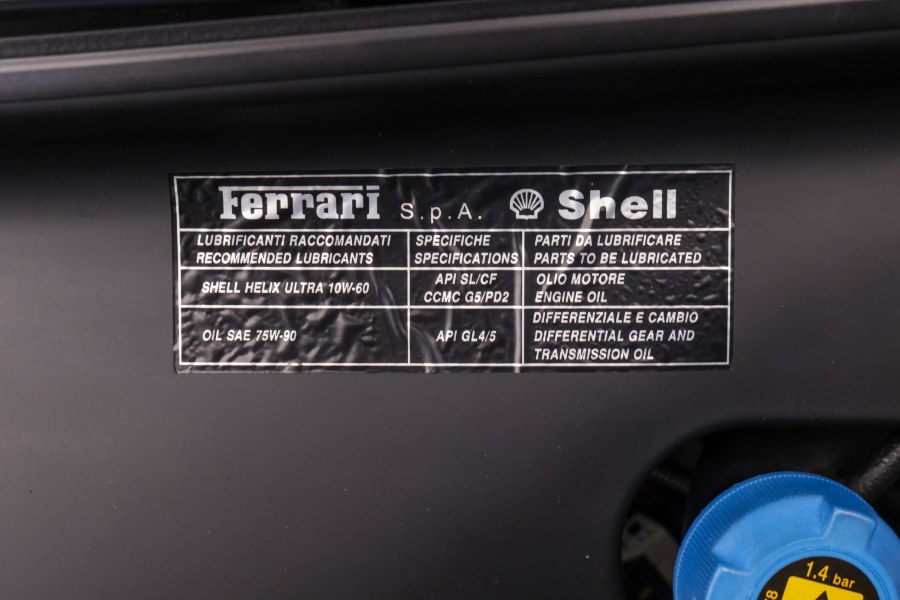 Ferrari S.p.A. Shell
LUBRIFICANTI RACCOMANDATI
RECOMMENDED LUBRICANTS
SPECIFICHE
SPECIFICATIONS
PARTI DA LUBRIFICARE
PARTS TO BE LUBRICATED
SHELL HELIX ULTRA 10W-60
API SL/CF
CCMC G5/PD2
OLIO MOTORE
ENGINE OIL
OIL SAE 75W-90
API GL4/5
DIFFERENZIALE E CAMBIO
DIFFERENTIAL GEAR AND
TRANSMISSION OIL
1.4 bar